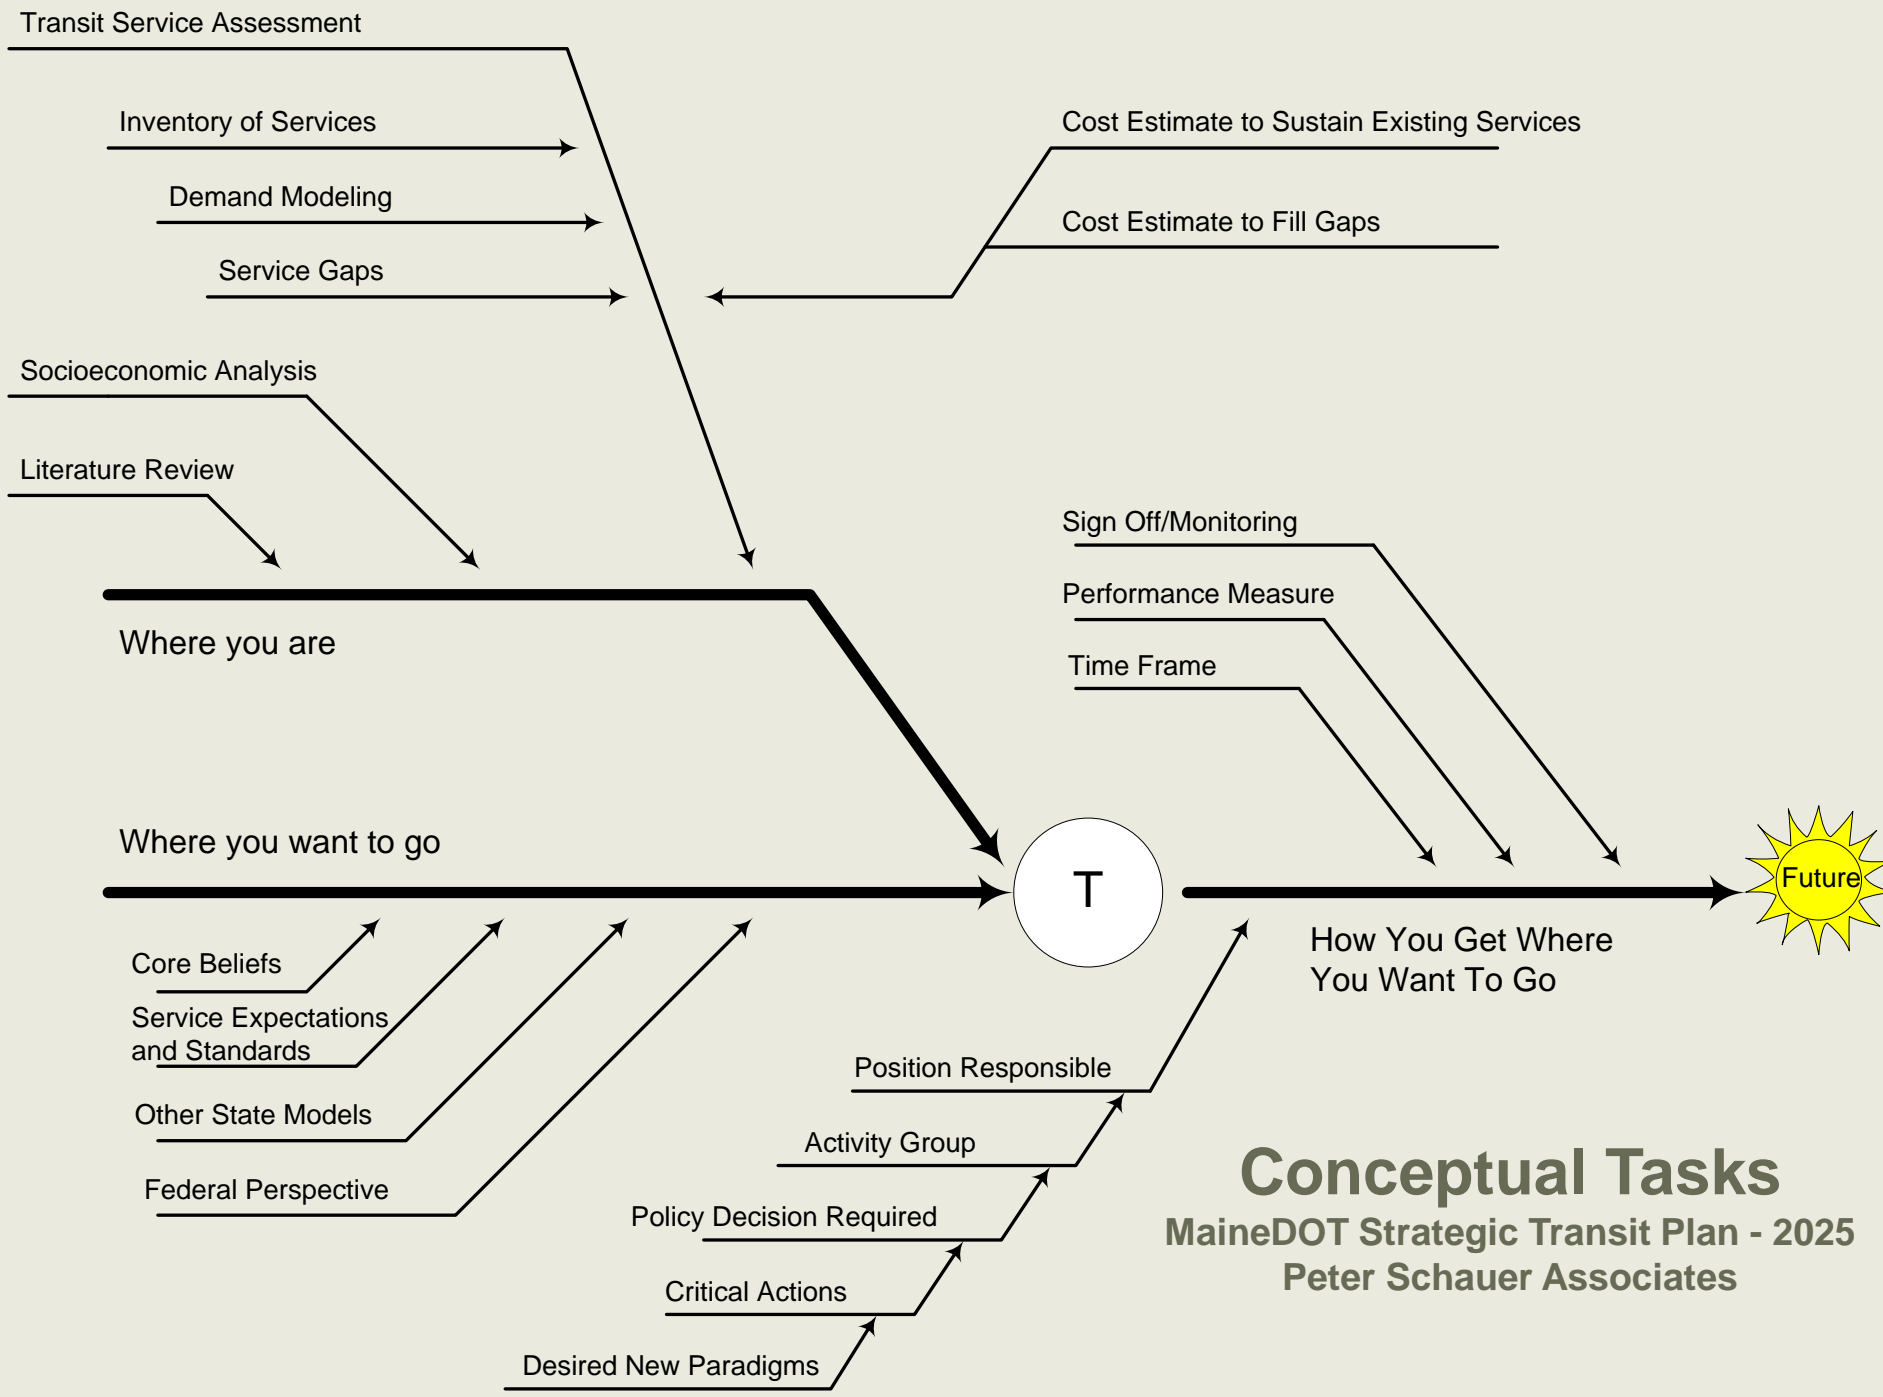 Transit Service Assessment
Inventory of Services
Cost Estimate to Sustain Existing Services
Demand Modeling
Cost Estimate to Fill Gaps
Service Gaps
Socioeconomic Analysis
Literature Review
Sign Off/Monitoring
Performance Measure
Where you are
Time Frame
Where you want to go
T
Future
How You Get Where
You Want To Go
Core Beliefs
Service Expectations
and Standards
Position Responsible
Other State Models
Activity Group
Federal Perspective
Policy Decision Required
Critical Actions
Desired New Paradigms
Conceptual Tasks
MaineDOT Strategic Transit Plan - 2025
Peter Schauer Associates